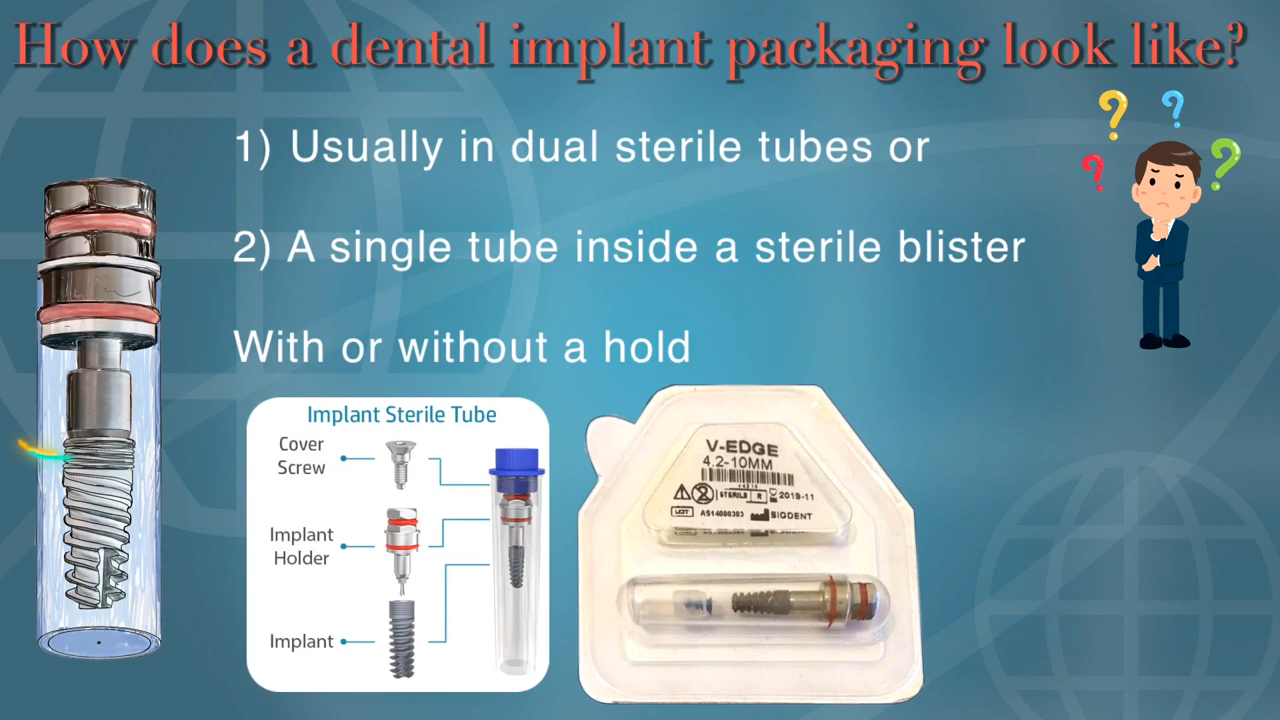 How does a dental implant packaging look like?
1) Usually in dual sterile tubes or
2) A single tube inside a sterile blister
With or without a hold
Implant Sterile Tube
Cover
Screw
Implant
Holder
Implant
V-EDGE
4.2-10MM
STERILE R 2019-11
LOT AS14000303 SIGDENT